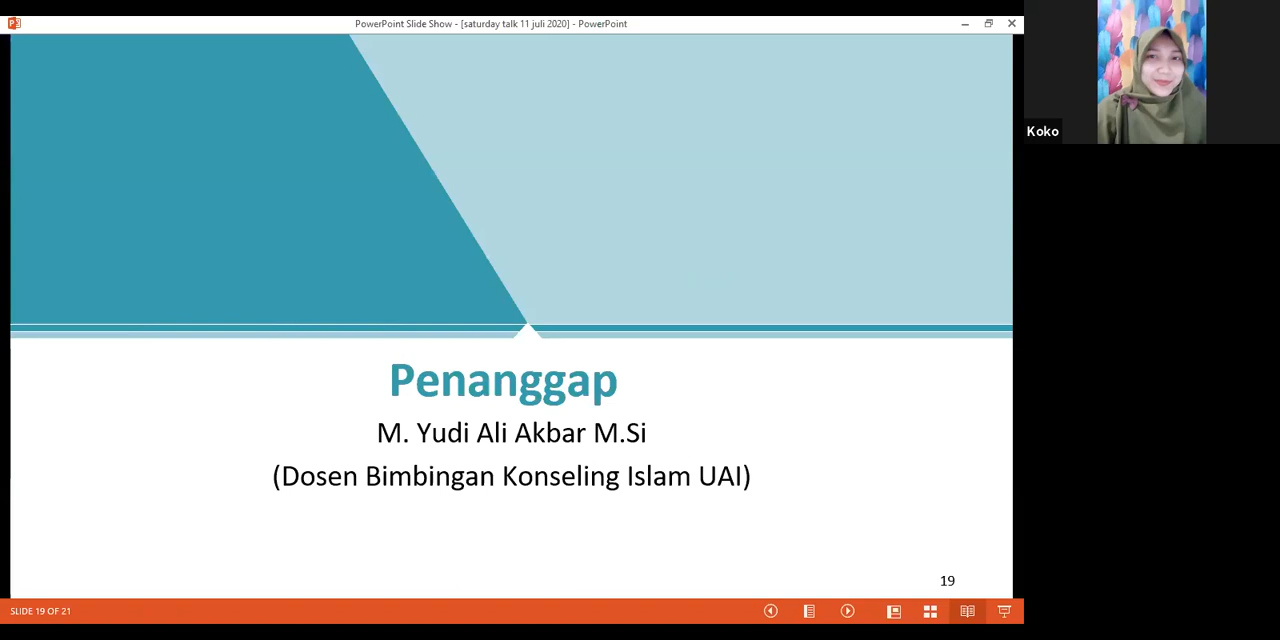 PowerPoint Slide Show - [saturday talk 11 juli 2020] - PowerPoint
Koko
Penanggap
M. Yudi Ali Akbar M.Si
(Dosen Bimbingan Konseling Islam UAI)
19
SLIDE 19 OF 21